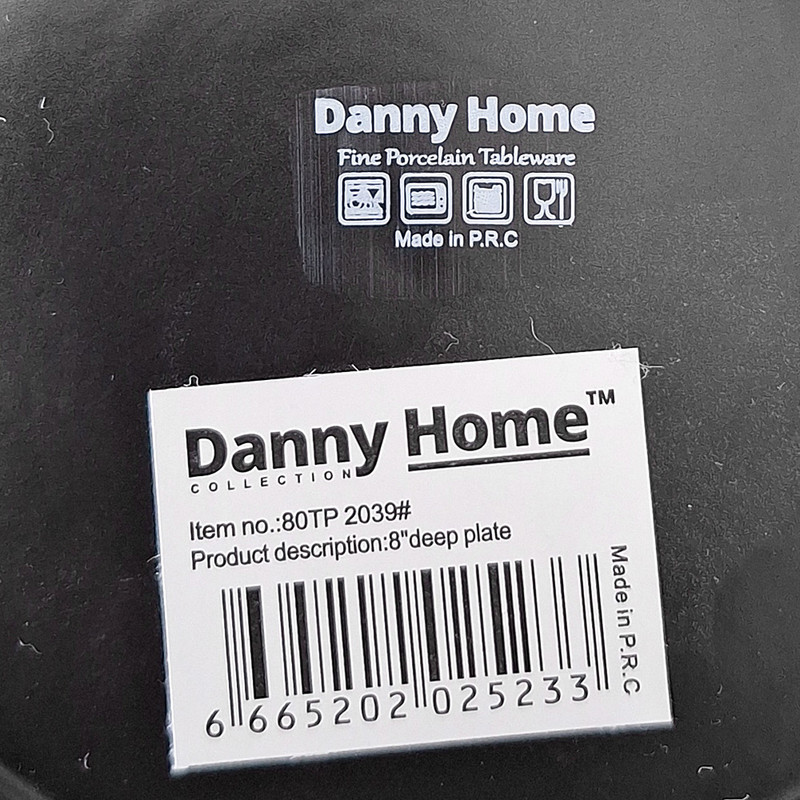 Danny Home
Fine Porcelain Tableware
Made in P.R.C
Danny Home™
COLLECTION
Item no.:80TP 2039#
Product description:8"deep plate
Made in P.R.C
6 665202 025233